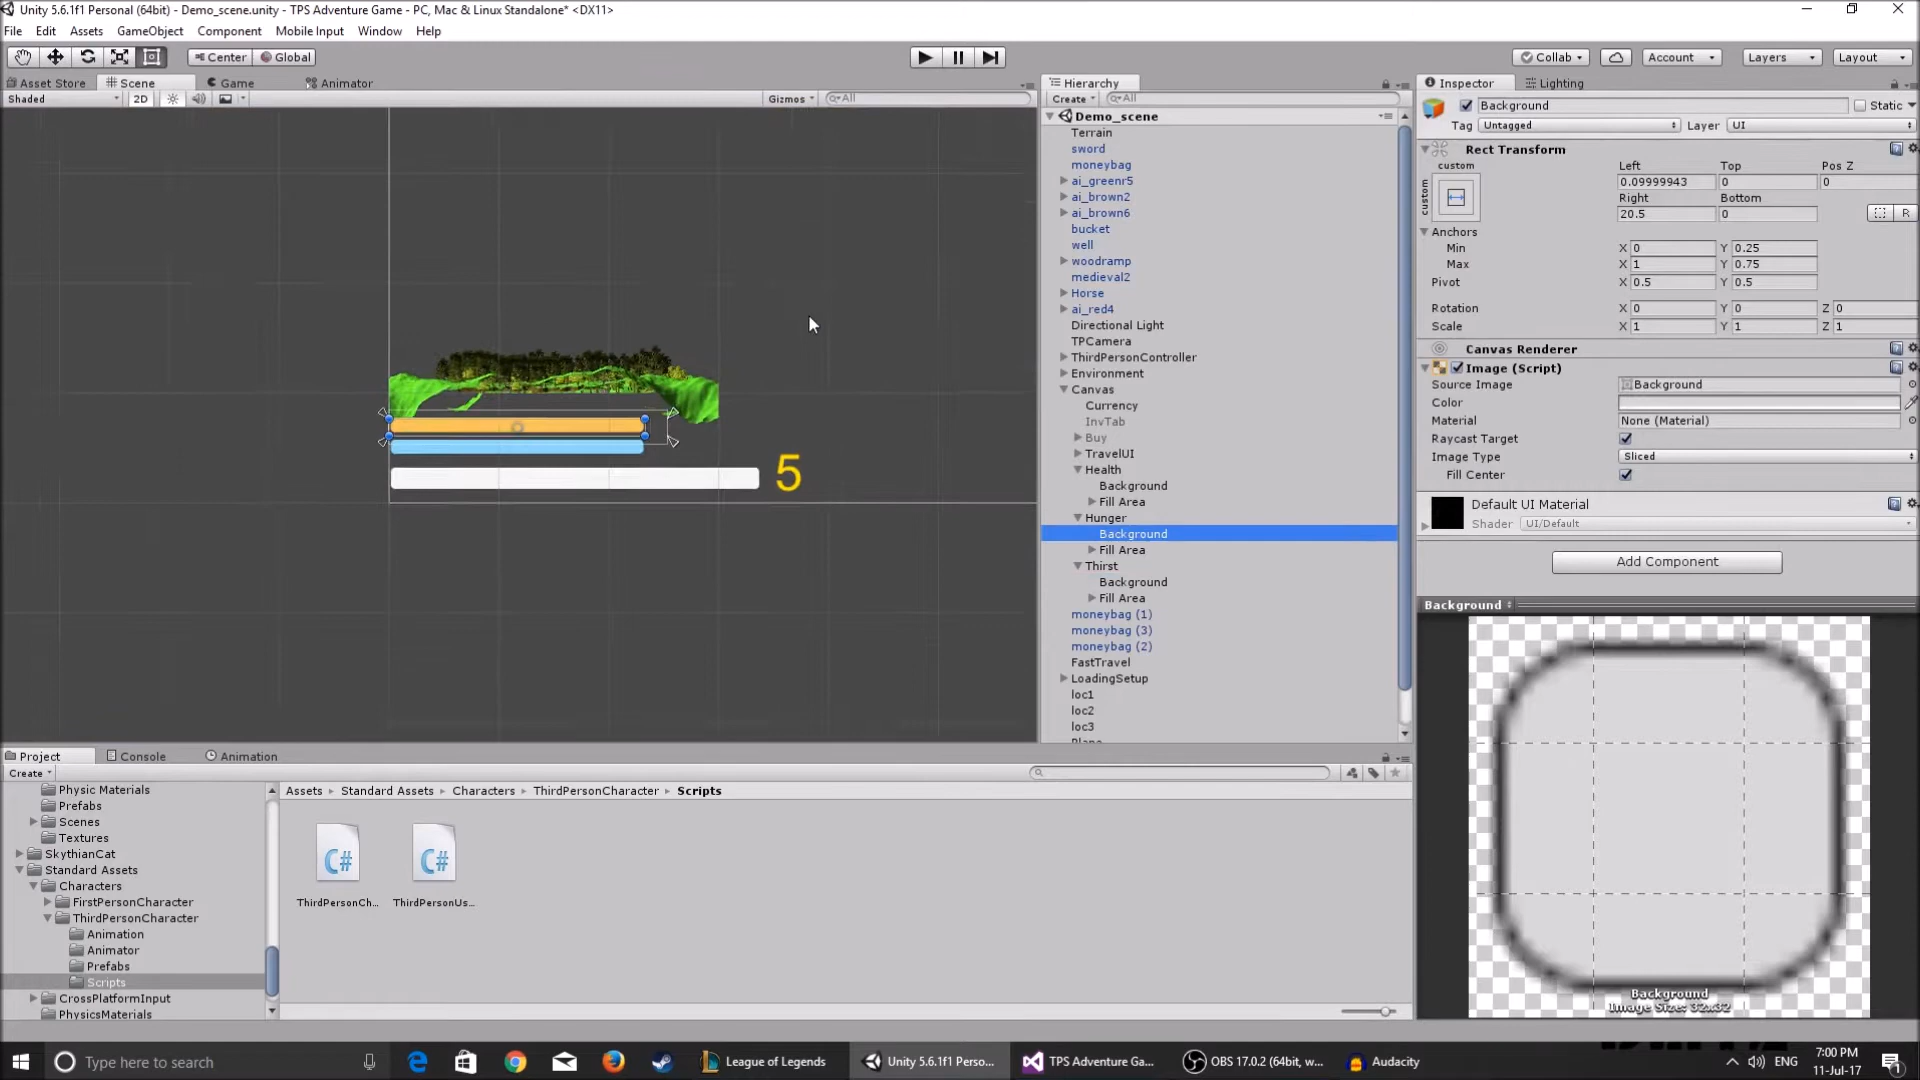 Unity 5.6.1f1 Personal (64bit) - Demo_scene.unity - TPS Adventure Game - PC, Mac & Linux Standalone* <DX11>
File Edit Assets GameObject Component Mobile Input Window Help
Center Global Collab Account Layers Layout
Asset Store Scene Game Animator
Shaded 2D Gizmos All
Hierarchy
Create All
Demo_scene
Terrain
sword
moneybag
ai_greenr5
ai_brown2
ai_brown6
bucket
well
woodramp
medieval2
Horse
ai_red4
Directional Light
TPCamera
ThirdPersonController
Environment
Canvas
Currency
InvTab
Buy
TravelUI
Health
Background
Fill Area
Hunger
Background
Fill Area
Thirst
Background
Fill Area
moneybag (1)
moneybag (3)
moneybag (2)
FastTravel
LoadingSetup
loc1
loc2
loc3
5
Inspector Lighting
Background Static
Tag Untagged Layer UI
Rect Transform
custom Left Top Pos Z
custom 0.09999943 0 0
Right Bottom
20.5 0 R
Anchors
Min X 0 Y 0.25
Max X 1 Y 0.75
Pivot X 0.5 Y 0.5
Rotation X 0 Y 0 Z 0
Scale X 1 Y 1 Z 1
Canvas Renderer
Image (Script)
Source Image Background
Color
Material None (Material)
Raycast Target
Image Type Sliced
Fill Center
Default UI Material
Shader UI/Default
Add Component
Background
Background
Image Size: 32x32
Project Console Animation
Create
Physic Materials
Prefabs
Scenes
Textures
SkythianCat
Standard Assets
Characters
FirstPersonCharacter
ThirdPersonCharacter
Animation
Animator
Prefabs
Scripts
CrossPlatformInput
PhysicsMaterials
Assets Standard Assets Characters ThirdPersonCharacter Scripts
C# C#
ThirdPersonCh... ThirdPersonUs...
Type here to search League of Legends Unity 5.6.1f1 Perso... TPS Adventure Ga... OBS 17.0.2 (64bit, w... Audacity ENG 7:00 PM
11-Jul-17